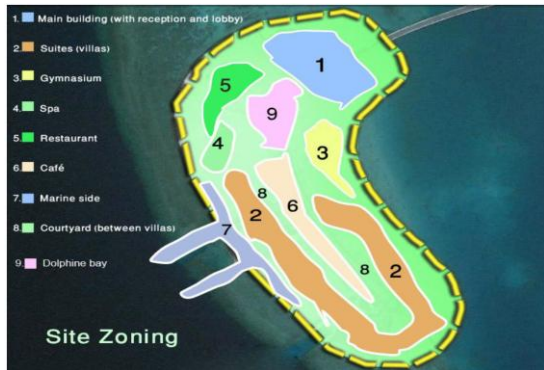 1. Main building (with reception and lobby)
2. Suites (villas)
3. Gymnasium
4. Spa
5. Restaurant
6. Café
7. Marine side
8. Courtyard (between villas)
9. Dolphine bay
1
5
9
4
3
8
2
6
7
8
2
Site Zoning